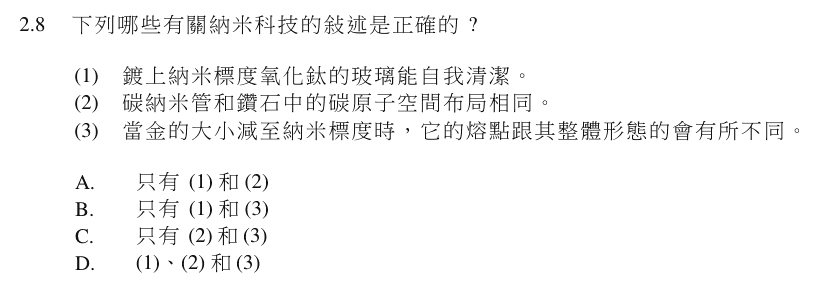 2.8 下列哪些有關納米科技的敍述是正確的？
(1) 鍍上納米標度氧化鈦的玻璃能自我清潔。
(2) 碳納米管和鑽石中的碳原子空間布局相同。
(3) 當金的大小減至納米標度時，它的熔點跟其整體形態的會有所不同。
A. 只有 (1) 和 (2)
B. 只有 (1) 和 (3)
C. 只有 (2) 和 (3)
D. (1)、(2) 和 (3)